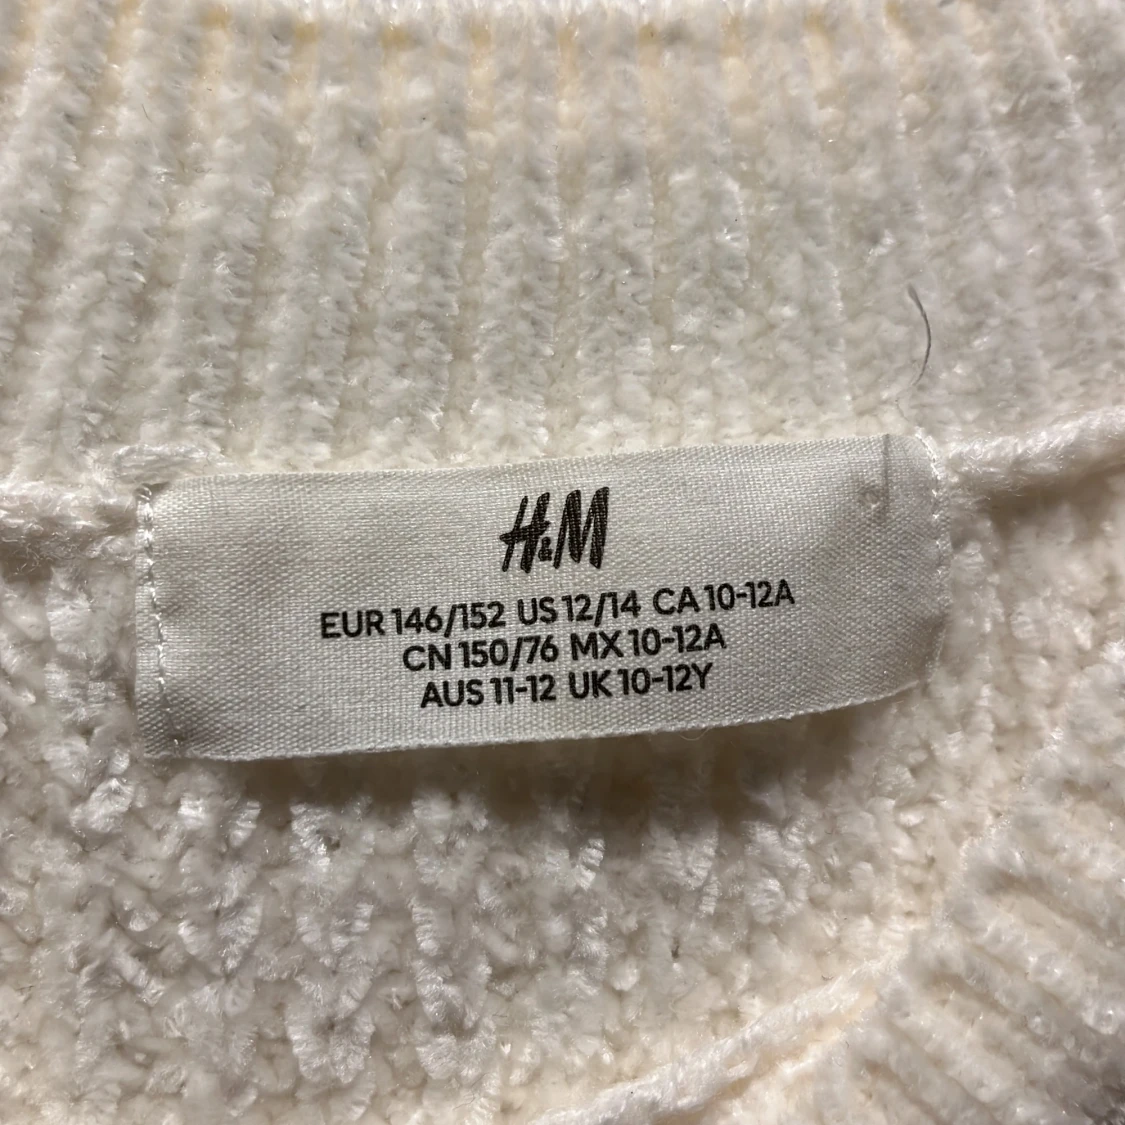 H&M
EUR 146/152 US 12/14 CA 10-12A
CN 150/76 MX 10-12A
AUS 11-12 UK 10-12Y